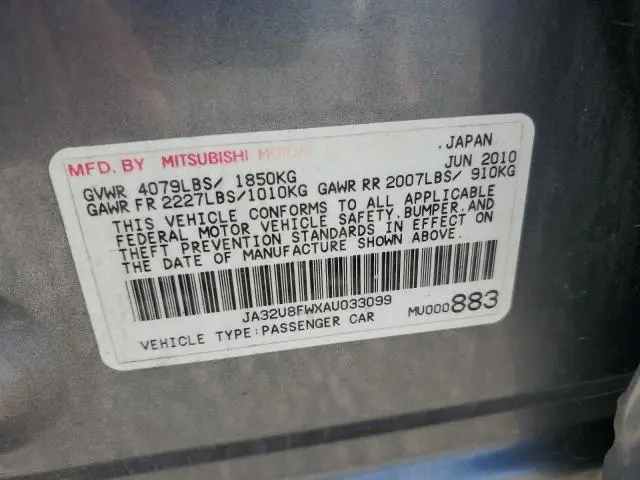 MFD. BY MITSUBISHI MOTORS JAPAN
JUN 2010
GVWR 4079LBS/ 1850KG
GAWR FR 2227LBS/1010KG GAWR RR 2007LBS/ 910KG
THIS VEHICLE CONFORMS TO ALL APPLICABLE
FEDERAL MOTOR VEHICLE SAFETY,BUMPER,AND
THEFT PREVENTION STANDARDS IN EFFECT ON
THE DATE OF MANUFACTURE SHOWN ABOVE.
JA32U8FWXAU033099
MU000883
VEHICLE TYPE:PASSENGER CAR